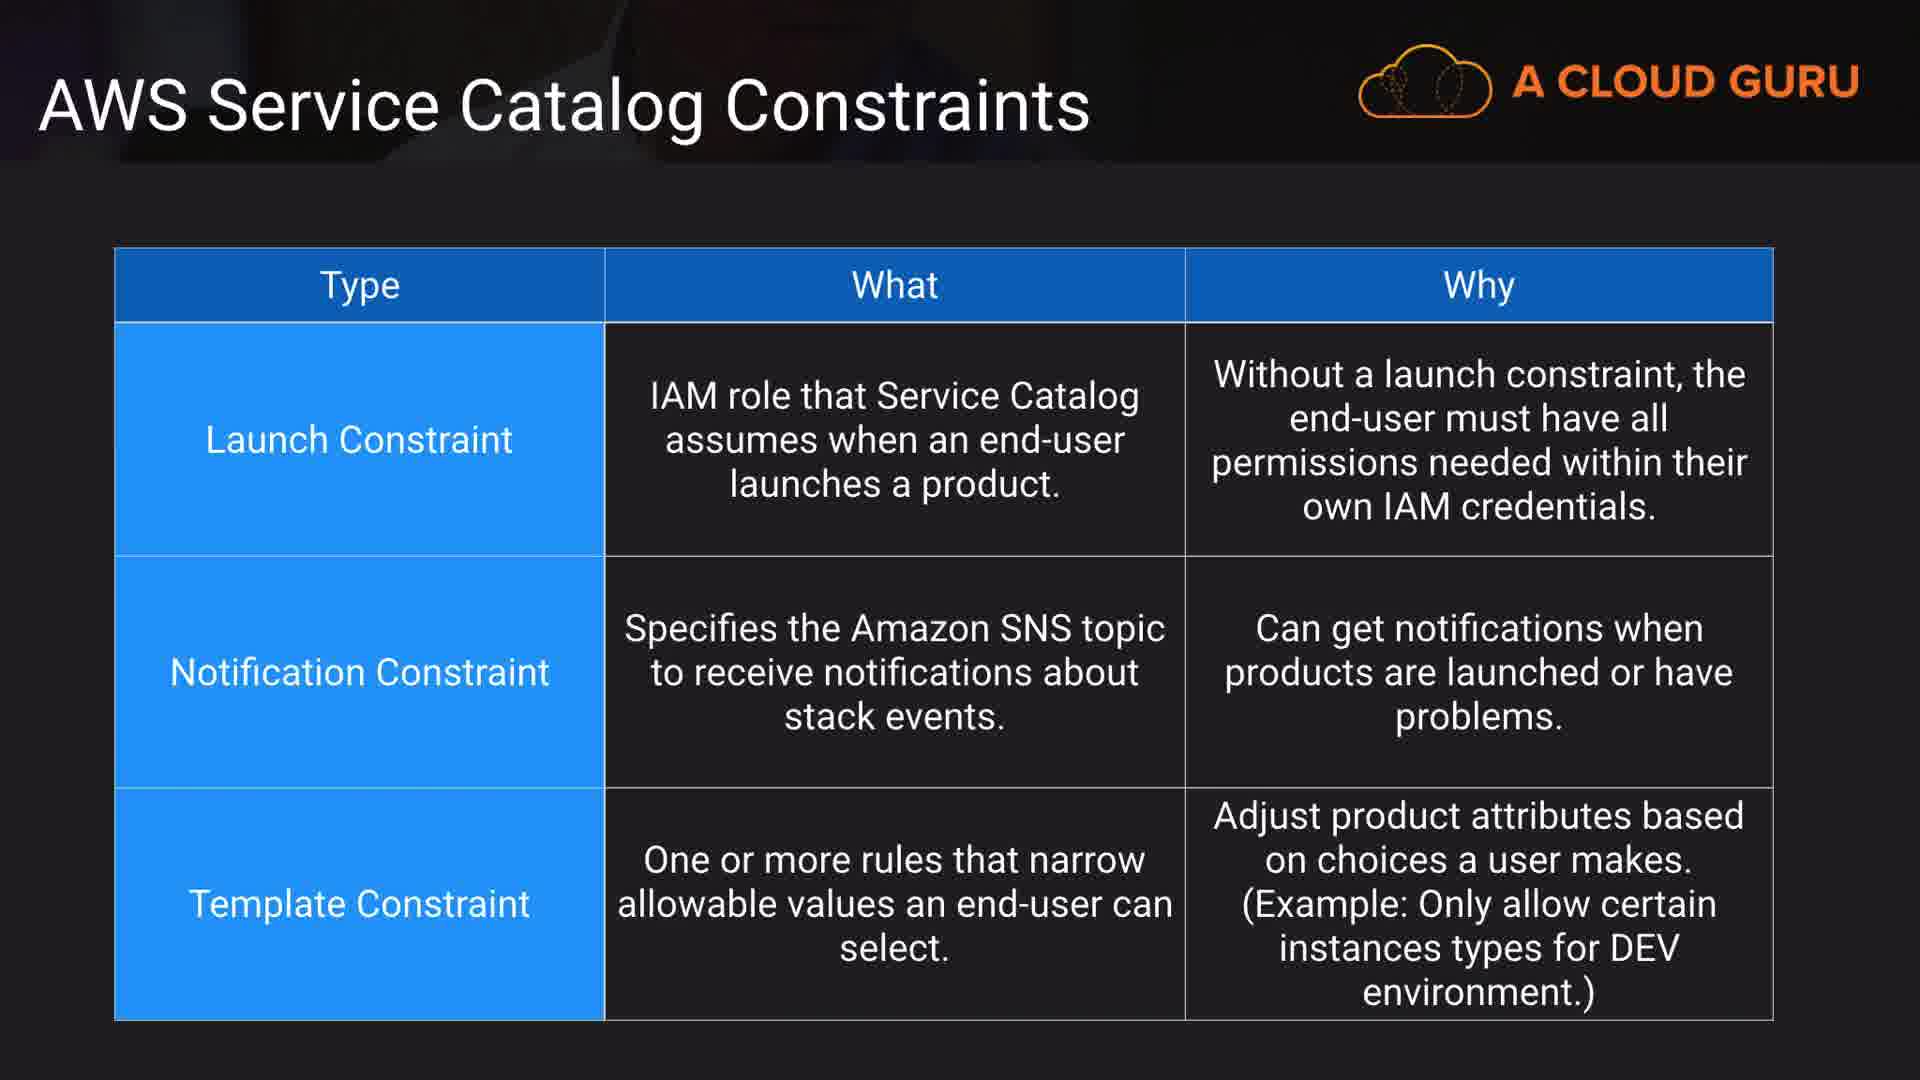 AWS Service Catalog Constraints
A CLOUD GURU
Type
What
Why
Launch Constraint
IAM role that Service Catalog
assumes when an end-user
launches a product.
Without a launch constraint, the
end-user must have all
permissions needed within their
own IAM credentials.
Notification Constraint
Specifies the Amazon SNS topic
to receive notifications about
stack events.
Can get notifications when
products are launched or have
problems.
Template Constraint
One or more rules that narrow
allowable values an end-user can
select.
Adjust product attributes based
on choices a user makes.
(Example: Only allow certain
instances types for DEV
environment.)